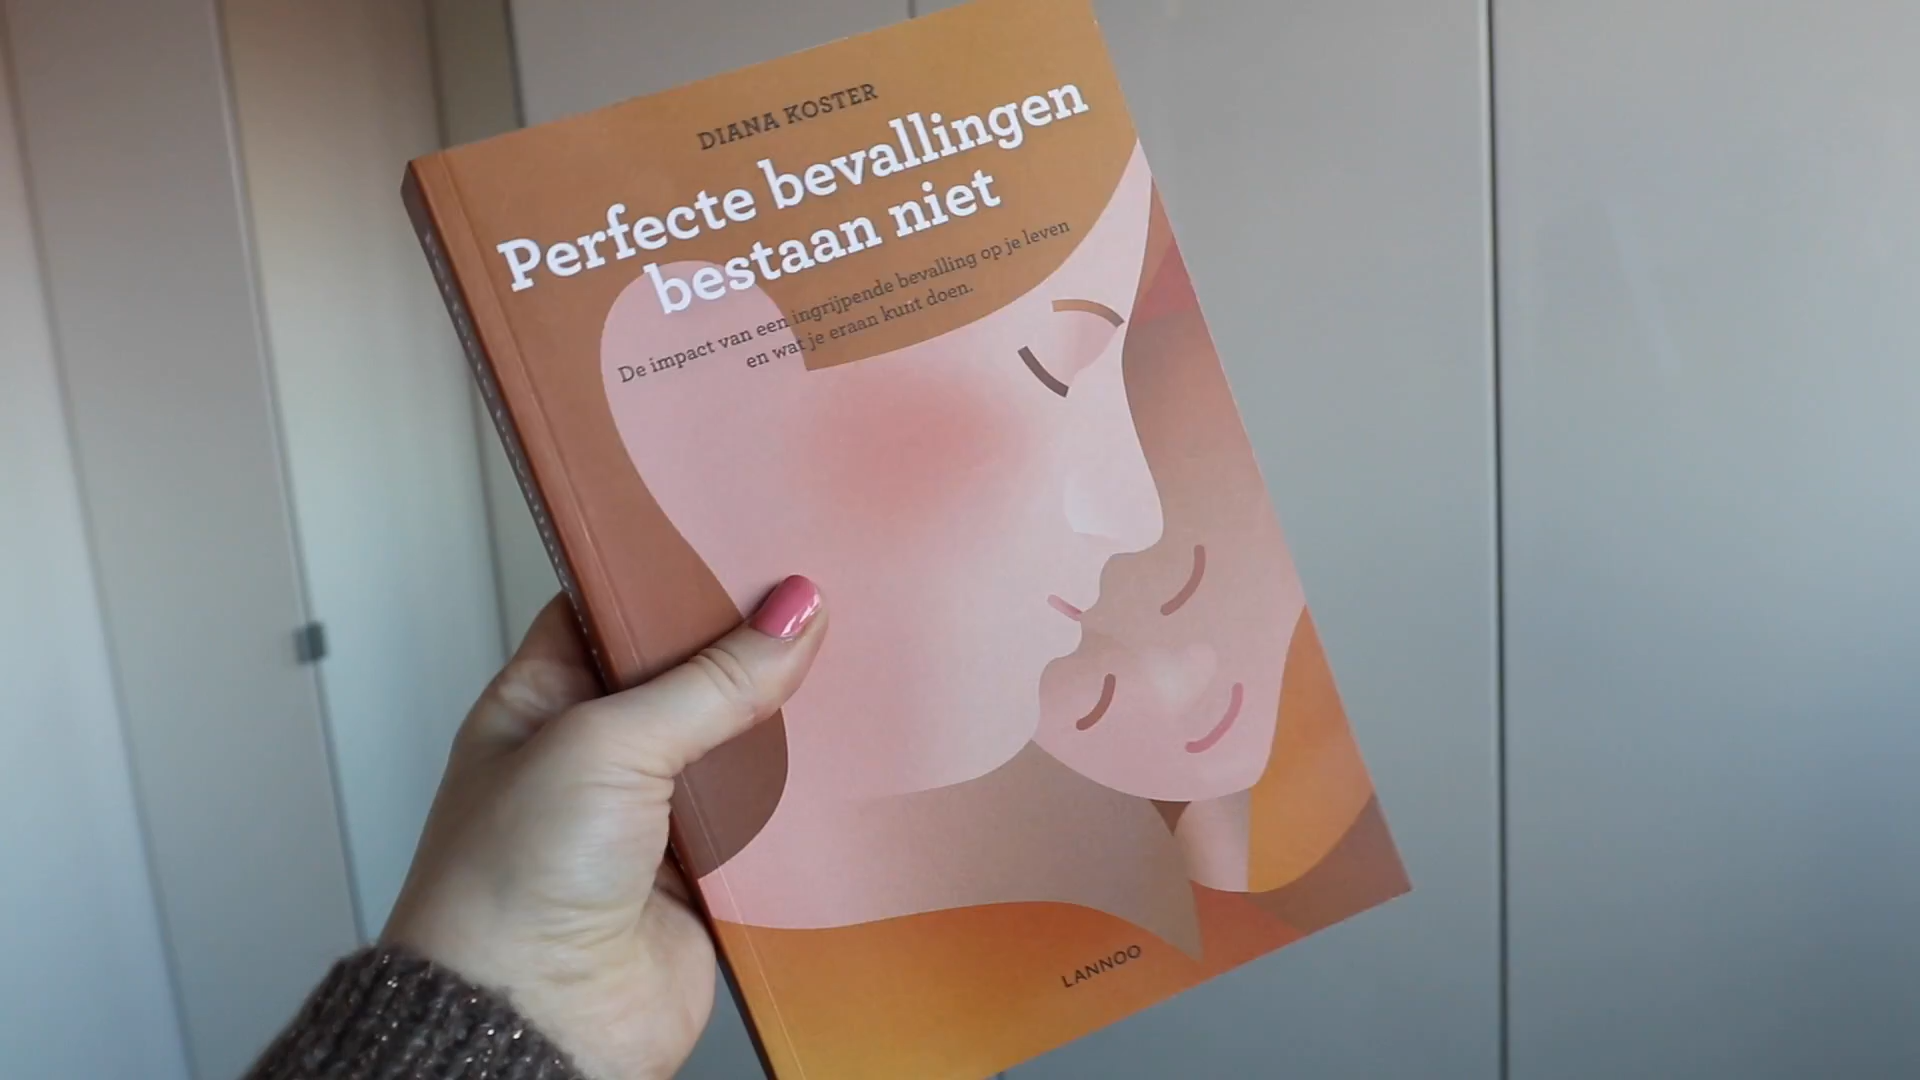 DIANA KOSTER
Perfecte bevallingen
bestaan niet
De impact van een ingrijpende bevalling op je leven
en wat je eraan kunt doen.
LANNOO